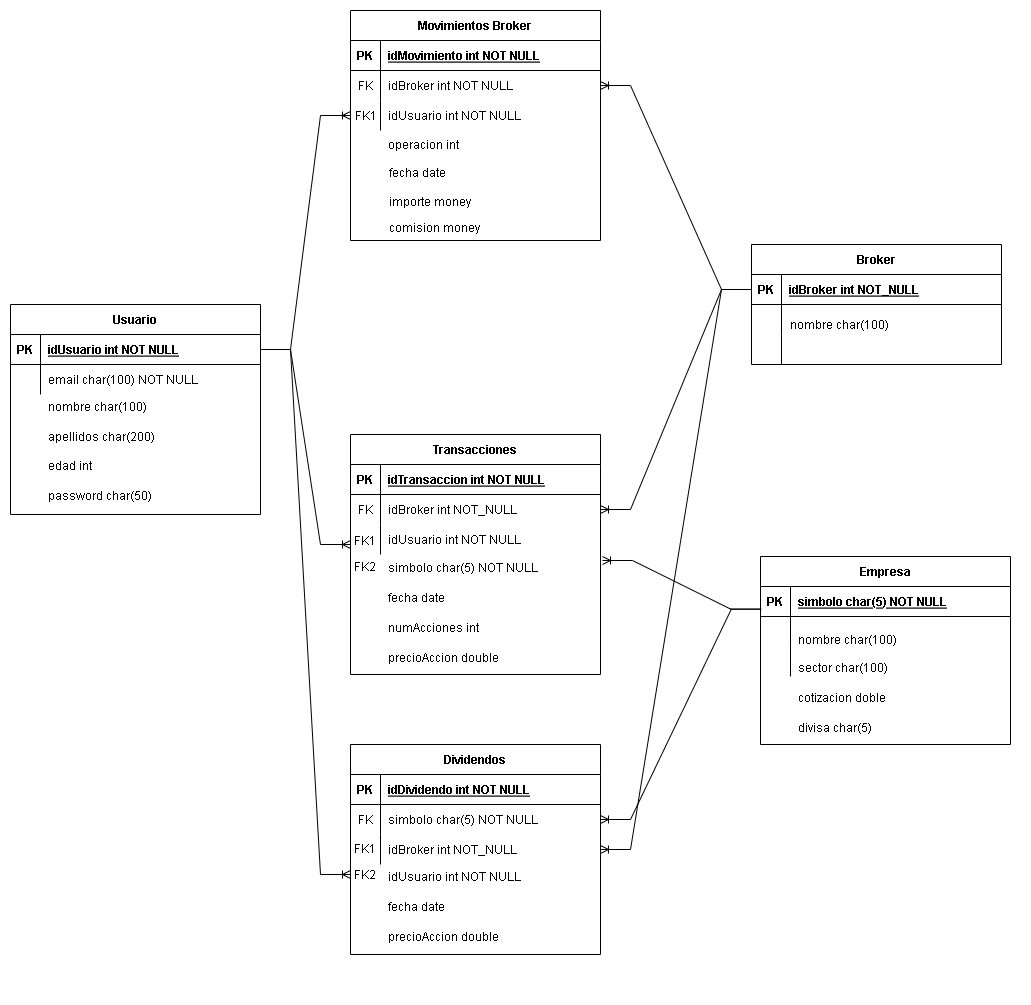 Movimientos Broker
PK idMovimiento int NOT NULL
FK idBroker int NOT NULL
FK1 idUsuario int NOT NULL
operacion int
fecha date
importe money
comision money
Broker
PK idBroker int NOT_NULL
nombre char(100)
Usuario
PK idUsuario int NOT NULL
email char(100) NOT NULL
nombre char(100)
apellidos char(200)
edad int
password char(50)
Transacciones
PK idTransaccion int NOT NULL
FK idBroker int NOT_NULL
FK1 idUsuario int NOT NULL
FK2 simbolo char(5) NOT NULL
fecha date
numAcciones int
precioAccion double
Empresa
PK simbolo char(5) NOT NULL
nombre char(100)
sector char(100)
cotizacion doble
divisa char(5)
Dividendos
PK idDividendo int NOT NULL
FK simbolo char(5) NOT NULL
FK1 idBroker int NOT_NULL
FK2 idUsuario int NOT NULL
fecha date
precioAccion double